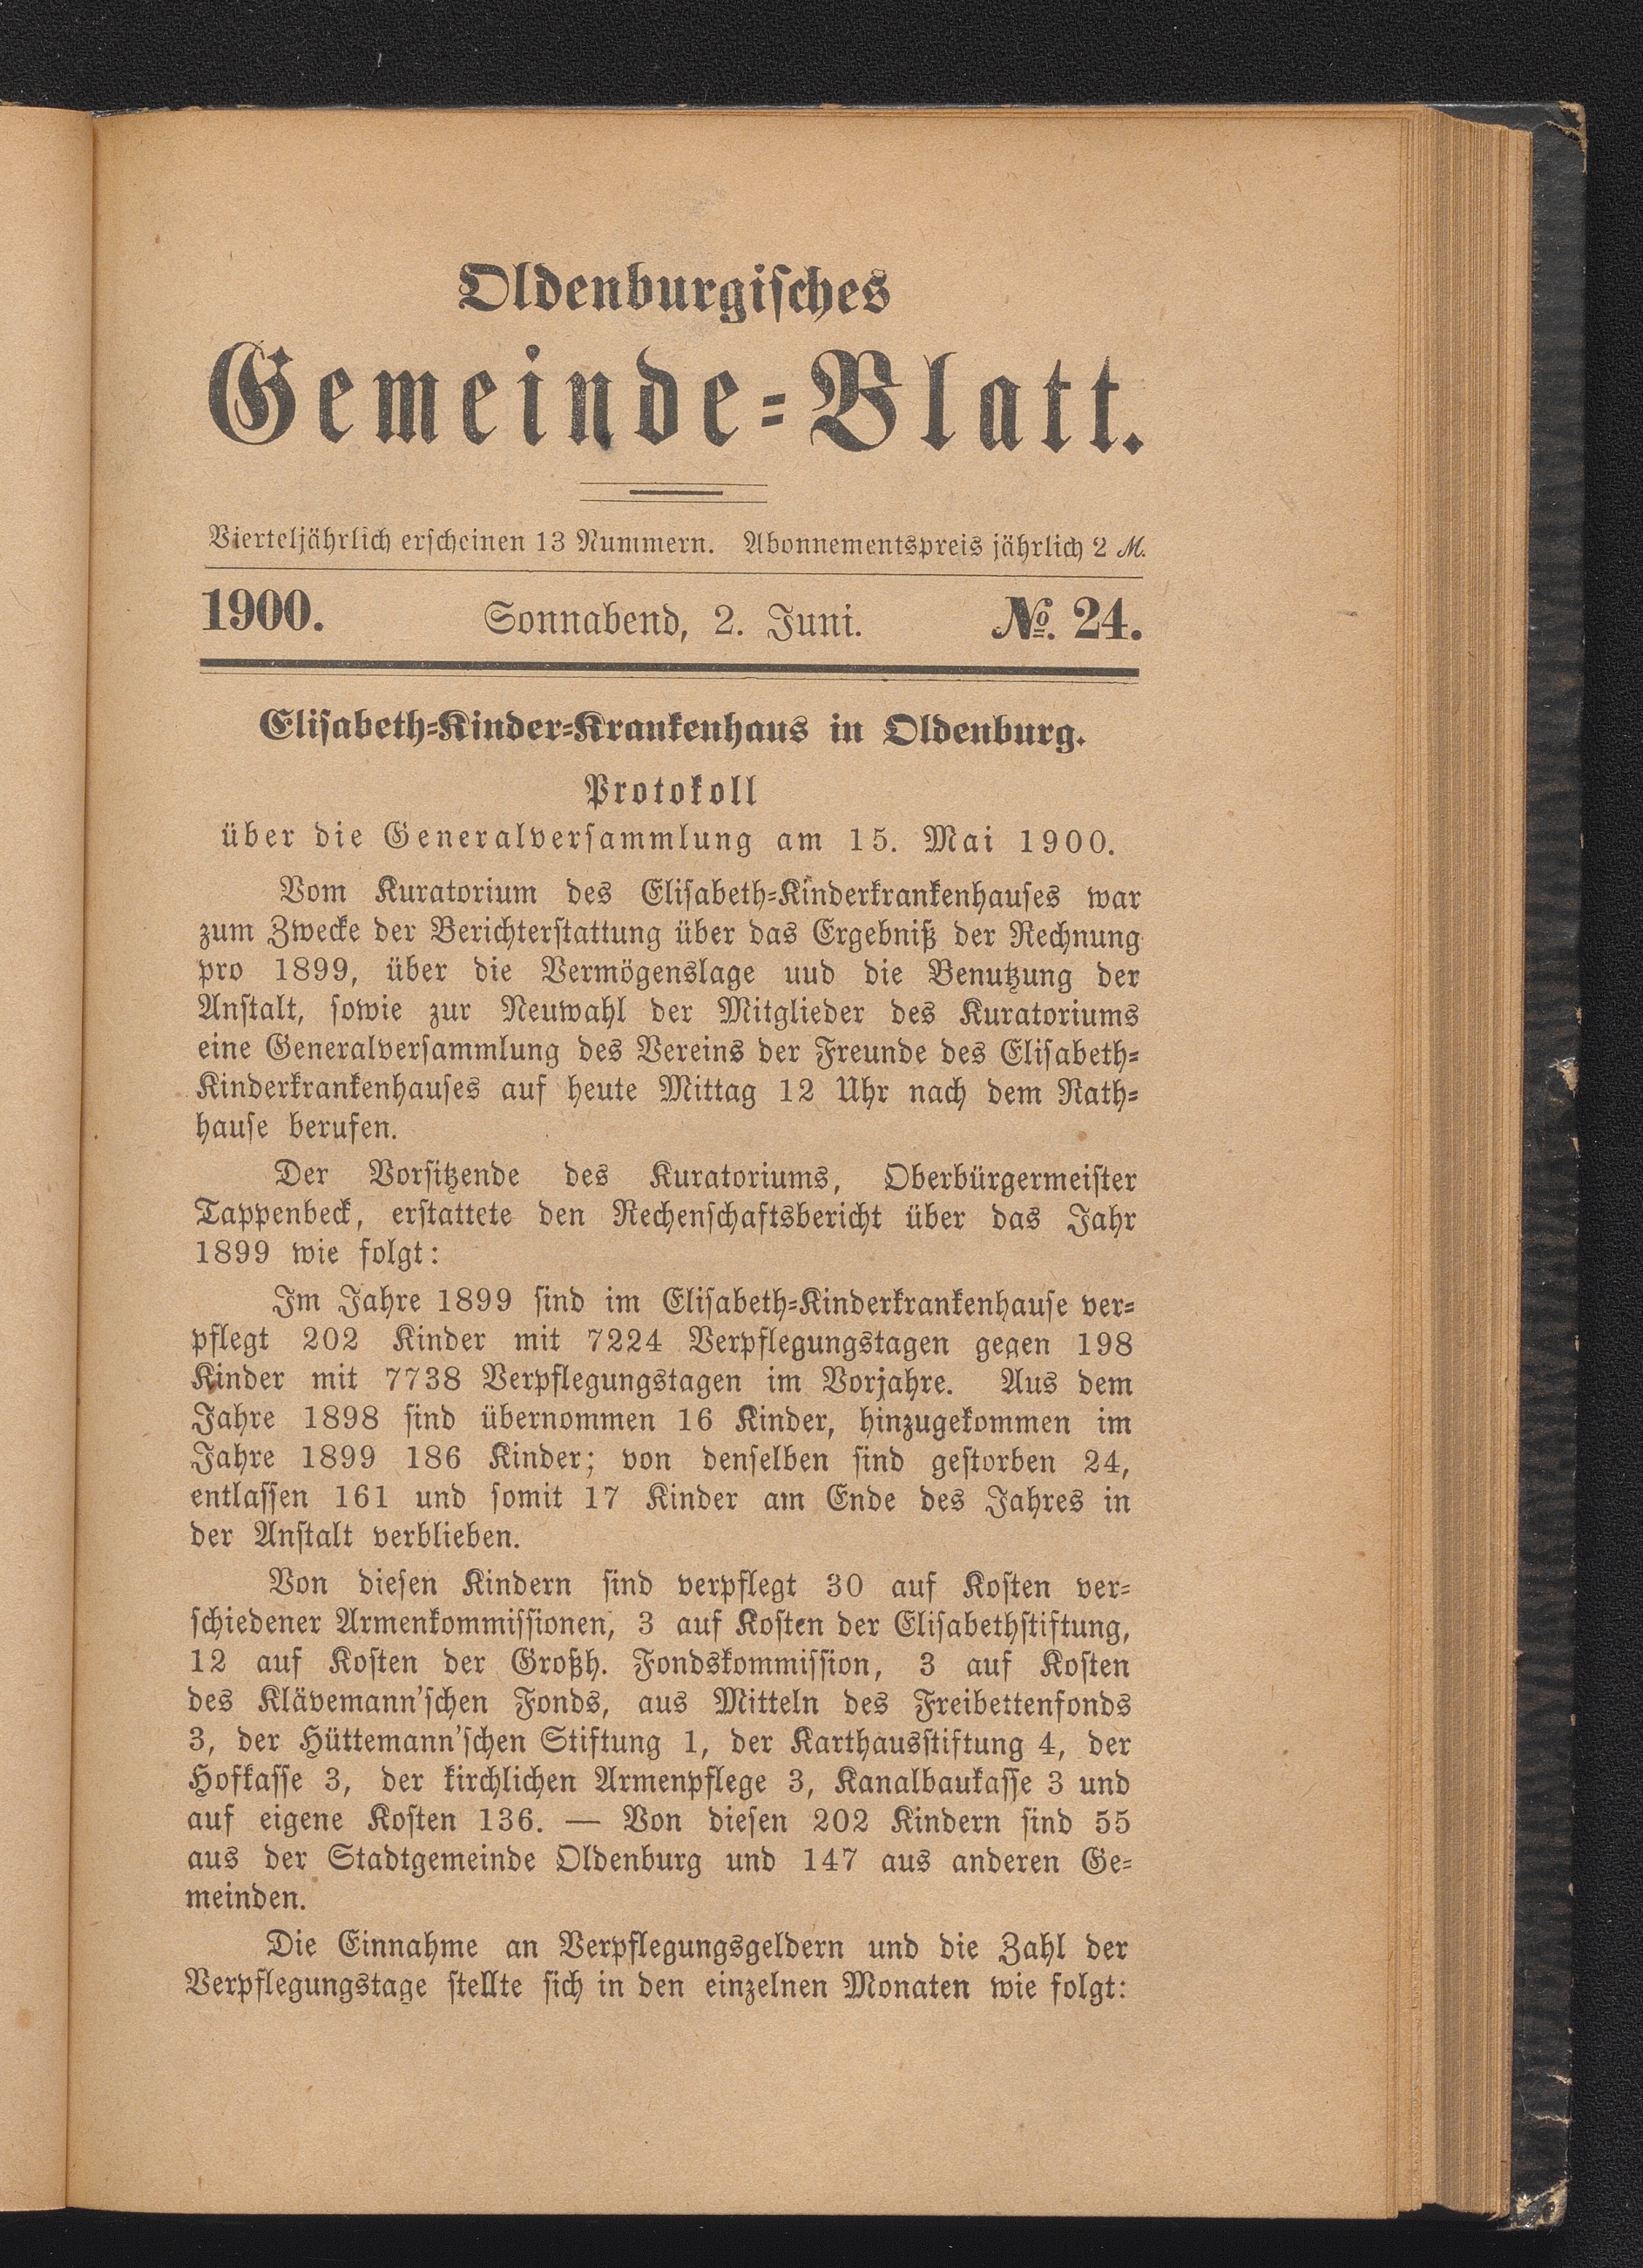 Oldenburgisches
Gemeinde=Blatt.
Vierteljährlich erscheinen 13 Nummern. Abonnementspreis jährlich 2 M.
1900. Sonnabend, 2. Juni. No. 24.
Elisabeth=Kinder=Krankenhaus in Oldenburg.
Protokoll
über die Generalversammlung am 15. Mai 1900.
Vom Kuratorium des Elisabeth=Kinderkrankenhauses war
zum Zwecke der Berichterstattung über das Ergebniß der Rechnung
pro 1899, über die Vermögenslage uud die Benutzung der
Anstalt, sowie zur Neuwahl der Mitglieder des Kuratoriums
eine Generalversammlung des Vereins der Freunde des Elisabeth=
Kinderkrankenhauses auf heute Mittag 12 Uhr nach dem Rath=
hause berufen.
Der Vorsitzende des Kuratoriums, Oberbürgermeister
Tappenbeck, erstattete den Rechenschaftsbericht über das Jahr
1899 wie folgt:
Im Jahre 1899 sind im Elisabeth=Kinderkrankenhause ver=
pflegt 202 Kinder mit 7224 Verpflegungstagen gegen 198
Kinder mit 7738 Verpflegungstagen im Vorjahre. Aus dem
Jahre 1898 sind übernommen 16 Kinder, hinzugekommen im
Jahre 1899 186 Kinder; von denselben sind gestorben 24,
entlassen 161 und somit 17 Kinder am Ende des Jahres in
der Anstalt verblieben.
Von diesen Kindern sind verpflegt 30 auf Kosten ver=
schiedener Armenkommissionen, 3 auf Kosten der Elisabethstiftung,
12 auf Kosten der Großh. Fondskommission, 3 auf Kosten
des Klävemann'schen Fonds, aus Mitteln des Freibettenfonds
3, der Hüttemann'schen Stiftung 1, der Karthausstiftung 4, der
Hofkasse 3, der kirchlichen Armenpflege 3, Kanalbaukasse 3 und
auf eigene Kosten 136. — Von diesen 202 Kindern sind 55
aus der Stadtgemeinde Oldenburg und 147 aus anderen Ge=
meinden.
Die Einnahme an Verpflegungsgeldern und die Zahl der
Verpflegungstage stellte sich in den einzelnen Monaten wie folgt: